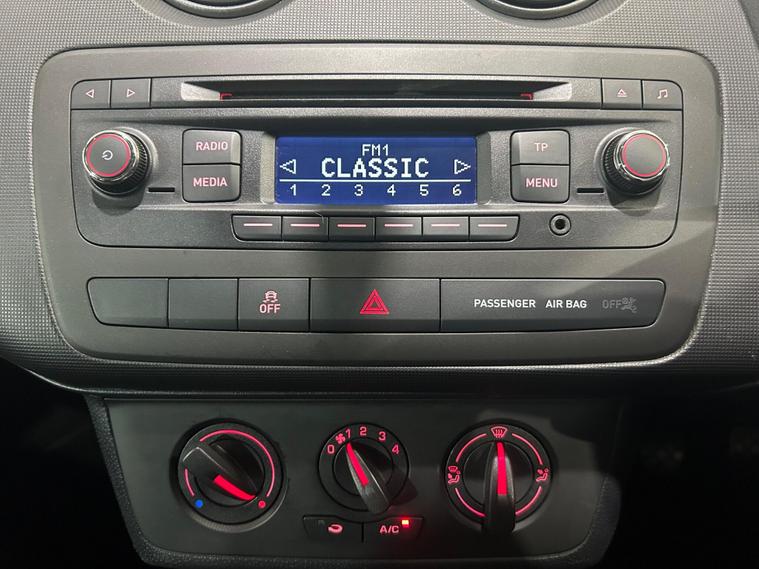 RADIO
MEDIA
FM1
CLASSIC
1 2 3 4 5 6
TP
MENU
OFF
PASSENGER AIR BAG OFF
0 1 2 3 4
A/C